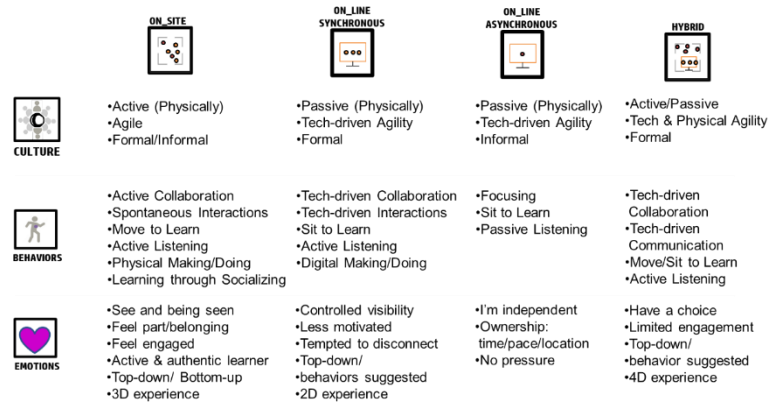 ON_SITE
ON_LINE
SYNCHRONOUS
ON_LINE
ASYNCHRONOUS
HYBRID
CULTURE
•Active (Physically)
•Agile
•Formal/Informal
•Passive (Physically)
•Tech-driven Agility
•Formal
•Passive (Physically)
•Tech-driven Agility
•Informal
•Active/Passive
•Tech & Physical Agility
•Formal
BEHAVIORS
•Active Collaboration
•Spontaneous Interactions
•Move to Learn
•Active Listening
•Physical Making/Doing
•Learning through Socializing
•Tech-driven Collaboration
•Tech-driven Interactions
•Sit to Learn
•Active Listening
•Digital Making/Doing
•Focusing
•Sit to Learn
•Passive Listening
•Tech-driven
Collaboration
•Tech-driven
Communication
•Move/Sit to Learn
•Active Listening
EMOTIONS
•See and being seen
•Feel part/belonging
•Feel engaged
•Active & authentic learner
•Top-down/ Bottom-up
•3D experience
•Controlled visibility
•Less motivated
•Tempted to disconnect
•Top-down/
behaviors suggested
•2D experience
•I'm independent
•Ownership:
time/pace/location
•No pressure
•Have a choice
•Limited engagement
•Top-down/
behavior suggested
•4D experience